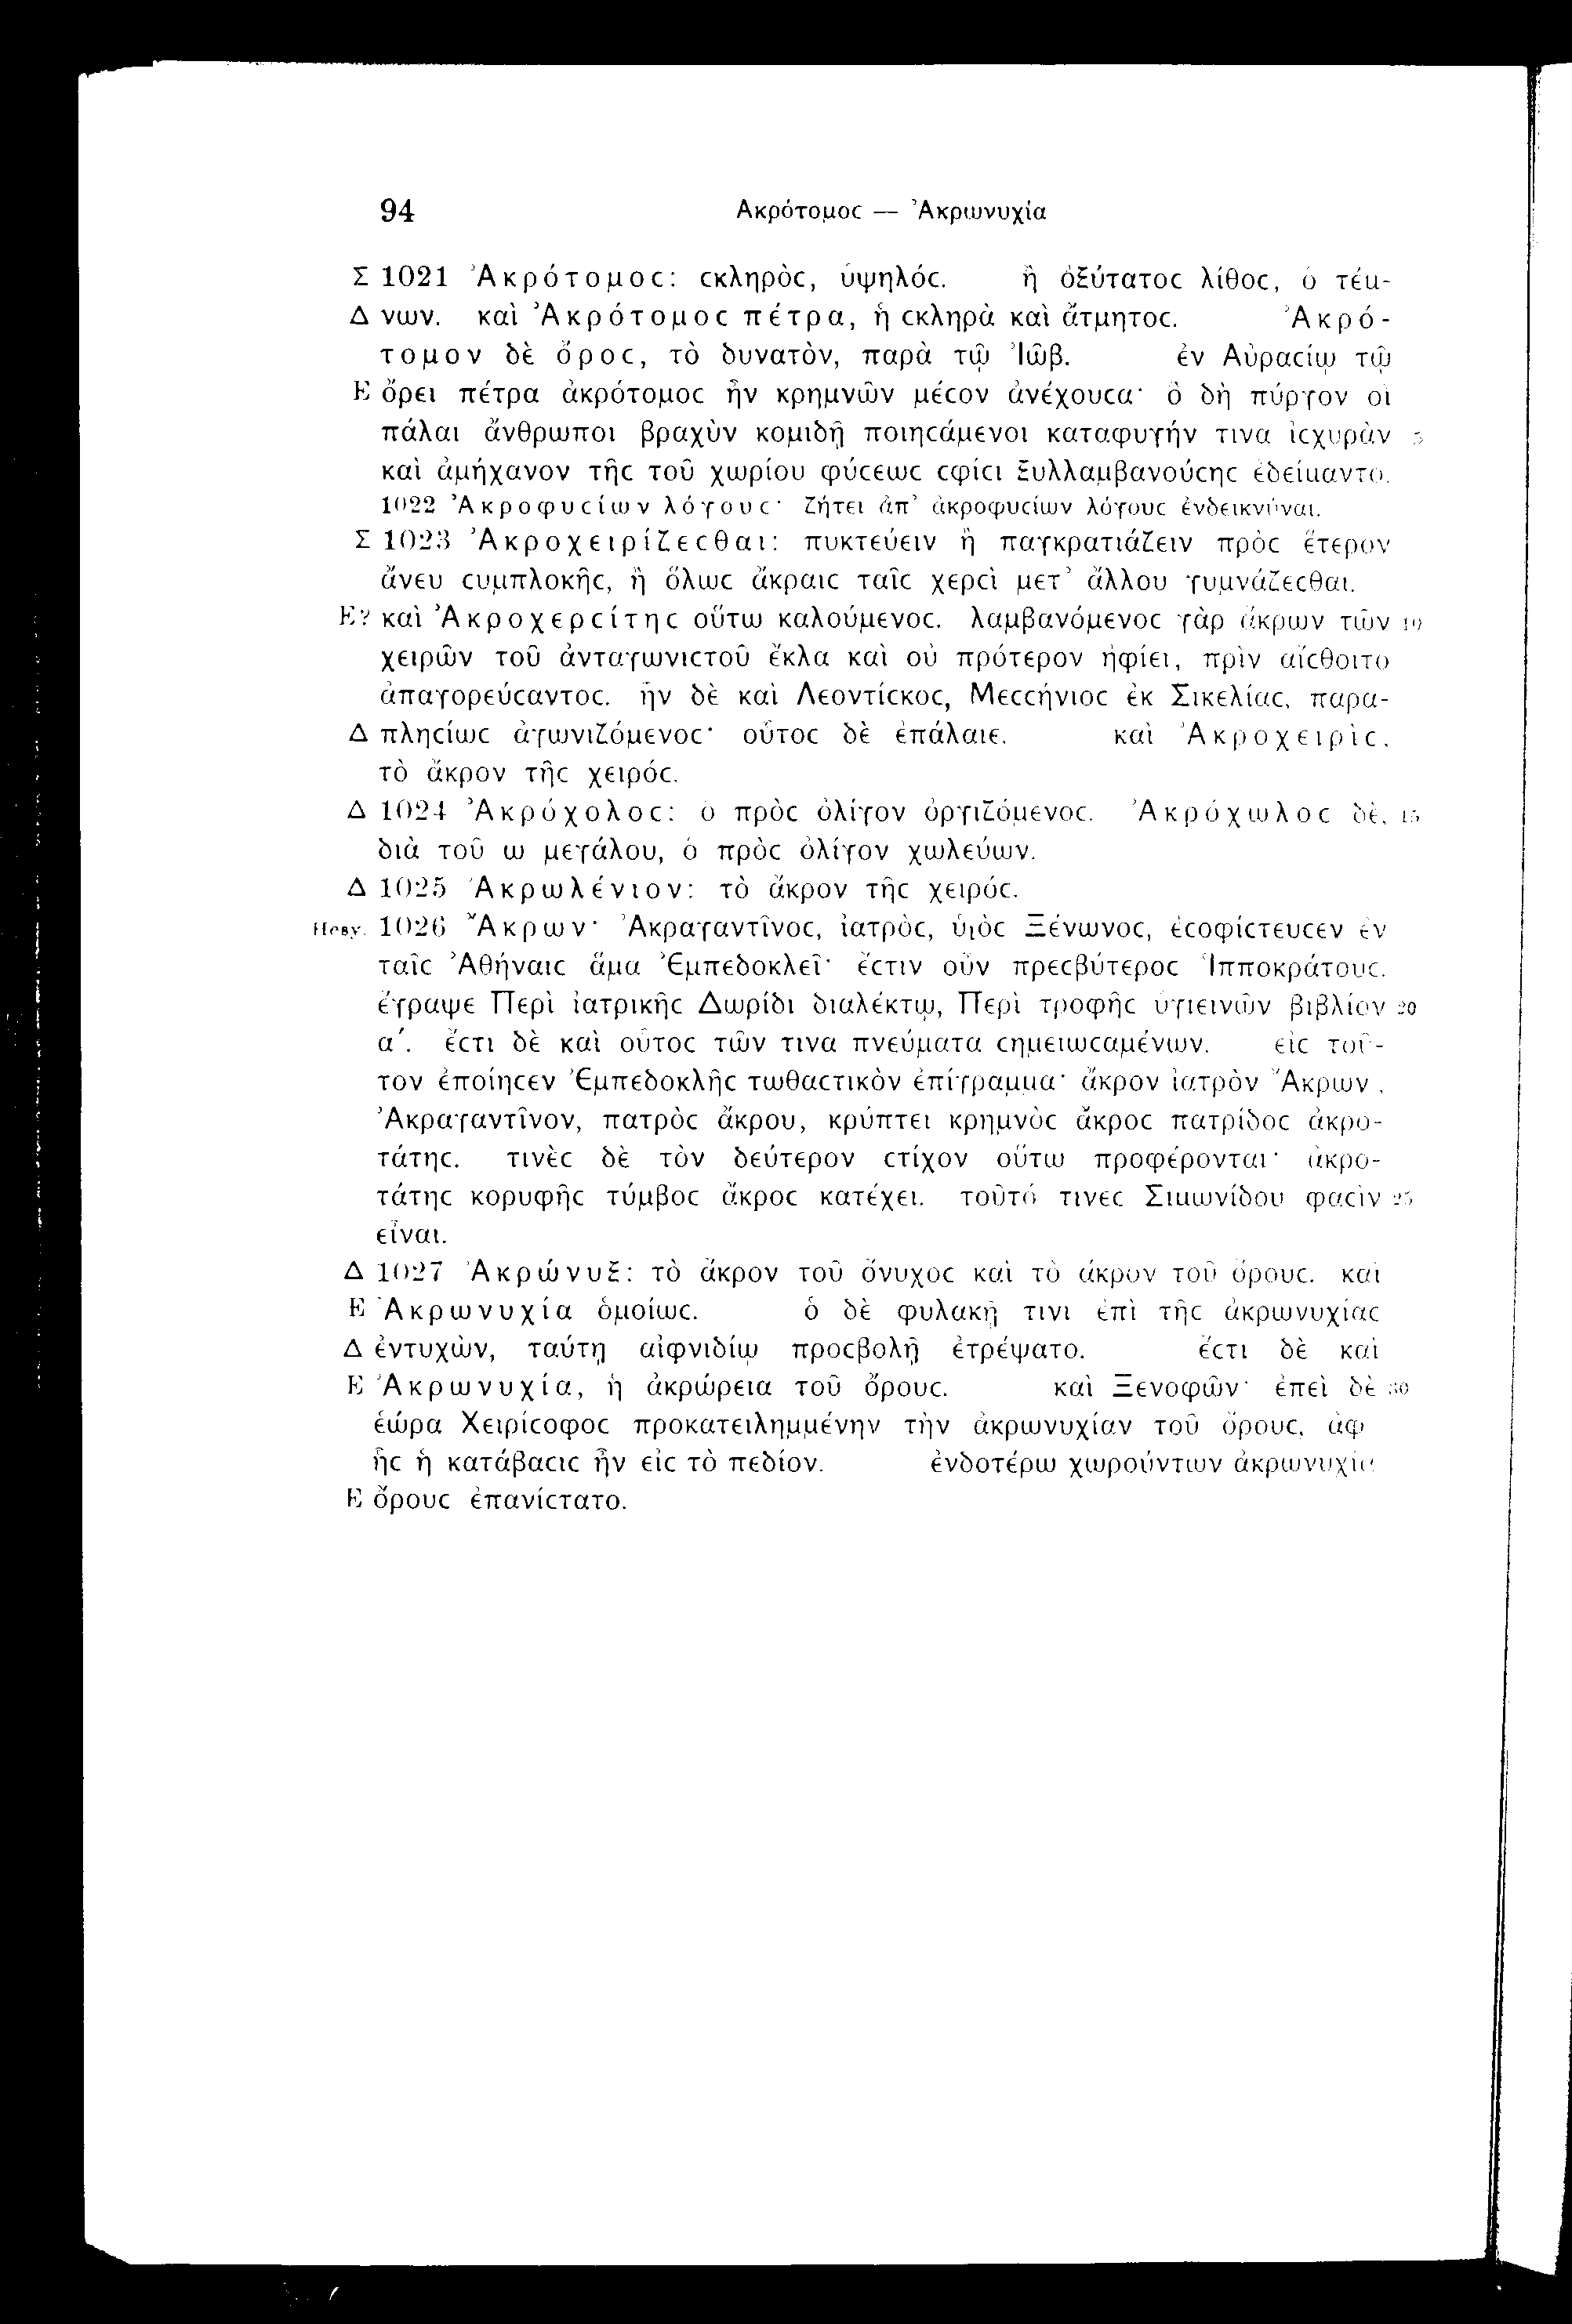 94 Ἀκρότομοϲ — Ἀκρωνυχία
Σ 1021 Ἀκρότομοϲ: ϲκληρὸϲ, ὑψηλόϲ. ἢ ὀξύτατοϲ λίθοϲ, ὁ τέμ-
Δ νων. καὶ Ἀκρότομοϲ πέτρα, ἡ ϲκληρὰ καὶ ἄτμητοϲ. Ἀκρό-
τομον δὲ ὄροϲ, τὸ δυνατὸν, παρὰ τῷ Ἰῶβ. ἐν Αὐραϲίῳ τῷ
E ὄρει πέτρα ἀκρότομοϲ ἦν κρημνῶν μέϲον ἀνέχουϲα· ὃ δὴ πύργον οἱ
πάλαι ἄνθρωποι βραχὺν κομιδῇ ποιηϲάμενοι καταφυγήν τινα ἰϲχυρὰν 5
καὶ ἀμήχανον τῆϲ τοῦ χωρίου φύϲεωϲ ϲφίϲι ξυλλαμβανούϲηϲ ἐδείμαντο.
1022 Ἀκροφυϲίων λόγουϲ· ζήτει ἀπ’ ἀκροφυϲίων λόγουϲ ἐνδεικνύναι.
Σ 1023 Ἀκροχειρίζεϲθαι: πυκτεύειν ἢ παγκρατιάζειν πρὸϲ ἕτερον
ἄνευ ϲυμπλοκῆϲ, ἢ ὅλωϲ ἄκραιϲ ταῖϲ χερϲὶ μετ’ ἄλλου γυμνάζεϲθαι.
E? καὶ Ἀκροχερϲίτηϲ οὕτω καλούμενοϲ. λαμβανόμενοϲ γὰρ ἄκρων τῶν 10
χειρῶν τοῦ ἀνταγωνιϲτοῦ ἔκλα καὶ οὐ πρότερον ἠφίει, πρὶν αἴϲθοιτο
ἀπαγορεύϲαντοϲ. ἦν δὲ καὶ Λεοντίϲκοϲ, Μεϲϲήνιοϲ ἐκ Σικελίαϲ, παρα-
Δ πληϲίωϲ ἀγωνιζόμενοϲ· οὗτοϲ δὲ ἐπάλαιε. καὶ Ἀκροχειρὶϲ,
τὸ ἄκρον τῆϲ χειρόϲ.
Δ 1024 Ἀκρόχολοϲ: ὁ πρὸϲ ὀλίγον ὀργιζόμενοϲ. Ἀκρόχωλοϲ δὲ, 15
διὰ τοῦ ω μεγάλου, ὁ πρὸϲ ὀλίγον χωλεύων.
Δ 1025 Ἀκρωλένιον: τὸ ἄκρον τῆϲ χειρόϲ.
Hesy. 1026 Ἄκρων· Ἀκραγαντῖνοϲ, ἰατρὸϲ, υἱὸϲ Ξένωνοϲ, ἐϲοφίϲτευϲεν ἐν
ταῖϲ Ἀθήναιϲ ἅμα Ἐμπεδοκλεῖ· ἔϲτιν οὖν πρεϲβύτεροϲ Ἱπποκράτουϲ.
ἔγραψε Περὶ ἰατρικῆϲ Δωρίδι διαλέκτῳ, Περὶ τροφῆϲ ὑγιεινῶν βιβλίον 20
α΄. ἔϲτι δὲ καὶ οὗτοϲ τῶν τινα πνεύματα ϲημειωϲαμένων. εἰϲ τοῦ-
τον ἐποίηϲεν Ἐμπεδοκλῆϲ τωθαϲτικὸν ἐπίγραμμα· ἄκρον ἰατρὸν Ἄκρων,
Ἀκραγαντῖνον, πατρὸϲ ἄκρου, κρύπτει κρημνὸϲ ἄκροϲ πατρίδοϲ ἀκρο-
τάτηϲ. τινὲϲ δὲ τὸν δεύτερον ϲτίχον οὕτω προφέρονται· ἀκρο-
τάτηϲ κορυφῆϲ τύμβοϲ ἄκροϲ κατέχει. τοῦτό τινεϲ Σιμωνίδου φαϲὶν 25
εἶναι.
Δ 1027 Ἀκρώνυξ: τὸ ἄκρον τοῦ ὄνυχοϲ καὶ τὸ ἄκρον τοῦ ὄρουϲ. καὶ
E Ἀκρωνυχία ὁμοίωϲ. ὁ δὲ φυλακῇ τινι ἐπὶ τῆϲ ἀκρωνυχίαϲ
Δ ἐντυχὼν, ταύτῃ αἰφνιδίῳ προϲβολῇ ἐτρέψατο. ἔϲτι δὲ καὶ
E Ἀκρωνυχία, ἡ ἀκρώρεια τοῦ ὄρουϲ. καὶ Ξενοφῶν· ἐπεὶ δὲ 30
ἑώρα Χειρίϲοφοϲ προκατειλημμένην τὴν ἀκρωνυχίαν τοῦ ὄρουϲ, ἀφ’
ἧϲ ἡ κατάβαϲιϲ ἦν εἰϲ τὸ πεδίον. ἐνδοτέρω χωρούντων ἀκρωνυχία
E ὄρουϲ ἐπανίϲτατο.